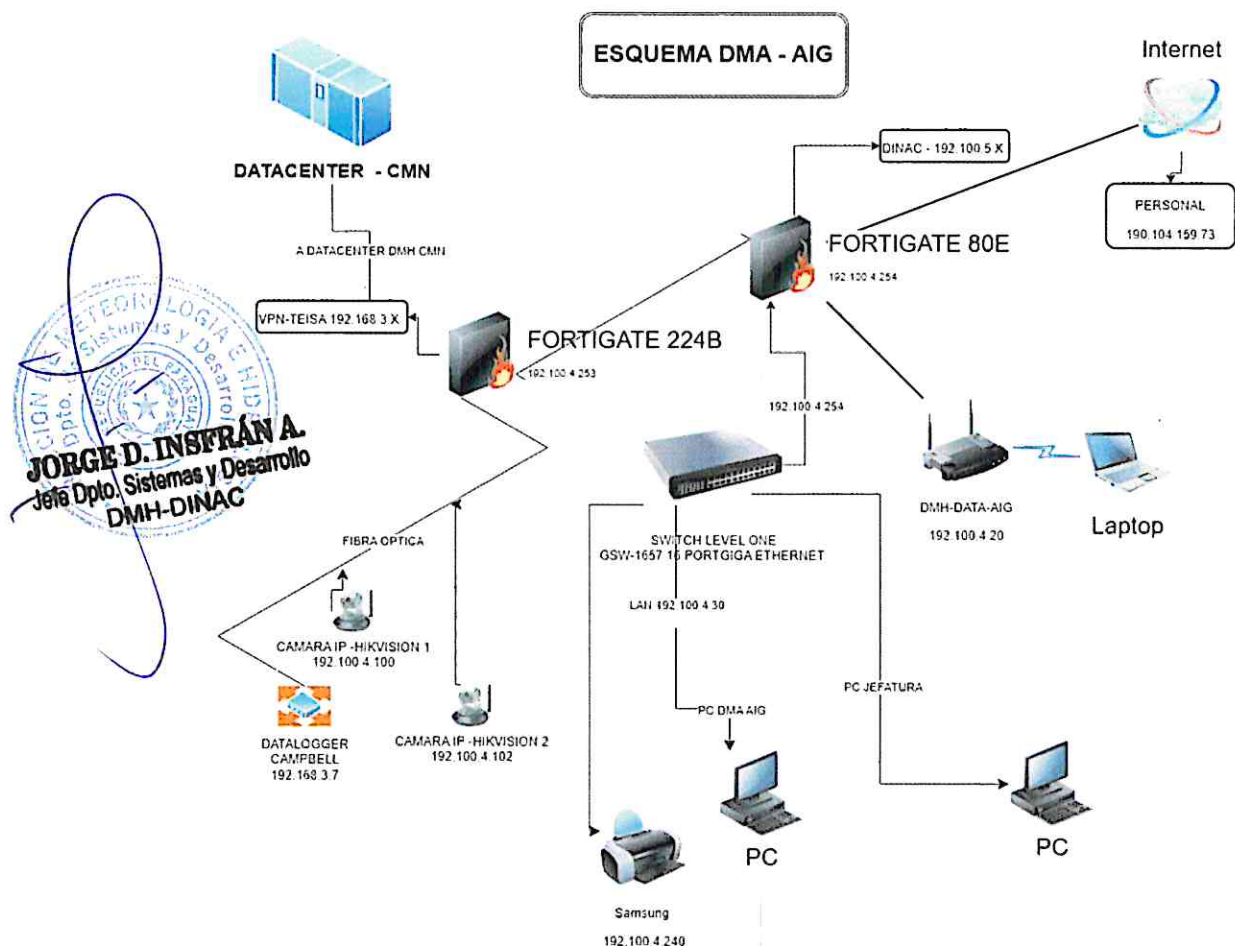 ESQUEMA DMA - AIG
Internet
DATACENTER - CMN
DINAC - 192.100.5.X
PERSONAL
190.104.159.73
FORTIGATE 80E
192.100.4.254
A DATACENTER DMH CMN
VPN-TEISA 192.168.3.X
FORTIGATE 224B
192.100.4.253
192.100.4.254
JORGE D. INSFRÁN A.
Jefe Dpto. Sistemas y Desarrollo
DMH-DINAC
DMH-DATA-AIG
192.100.4.20
Laptop
FIBRA OPTICA
SWITCH LEVEL ONE
GSW-1657 16 PORTGIGA ETHERNET
LAN 192.100.4.30
CAMARA IP -HIKVISION 1
192.100.4.100
PC JEFATURA
PC DMA AIG
DATALOGGER
CAMPBELL
192.168.3.7
CAMARA IP -HIKVISION 2
192.100.4.102
PC
PC
Samsung
192.100.4.240